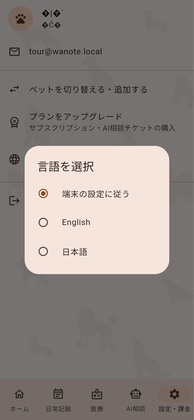 tour@wanote.local
ペットを切り替える・追加する
プランをアップグレード
サブスクリプション・AI相談チケットの購入
言語を選択
端末の設定に従う
English
日本語
ホーム
日常記録
医療
AI相談
設定・課金